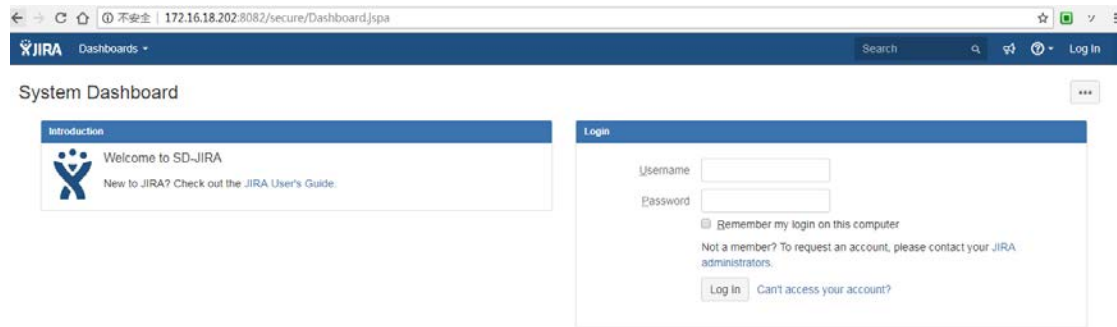 不安全 | 172.16.18.202:8082/secure/Dashboard.jspa
JIRA Dashboards Search Log In
System Dashboard
Introduction
Welcome to SD-JIRA
New to JIRA? Check out the JIRA User's Guide.
Login
Username
Password
Remember my login on this computer
Not a member? To request an account, please contact your JIRA
administrators.
Log In Can't access your account?